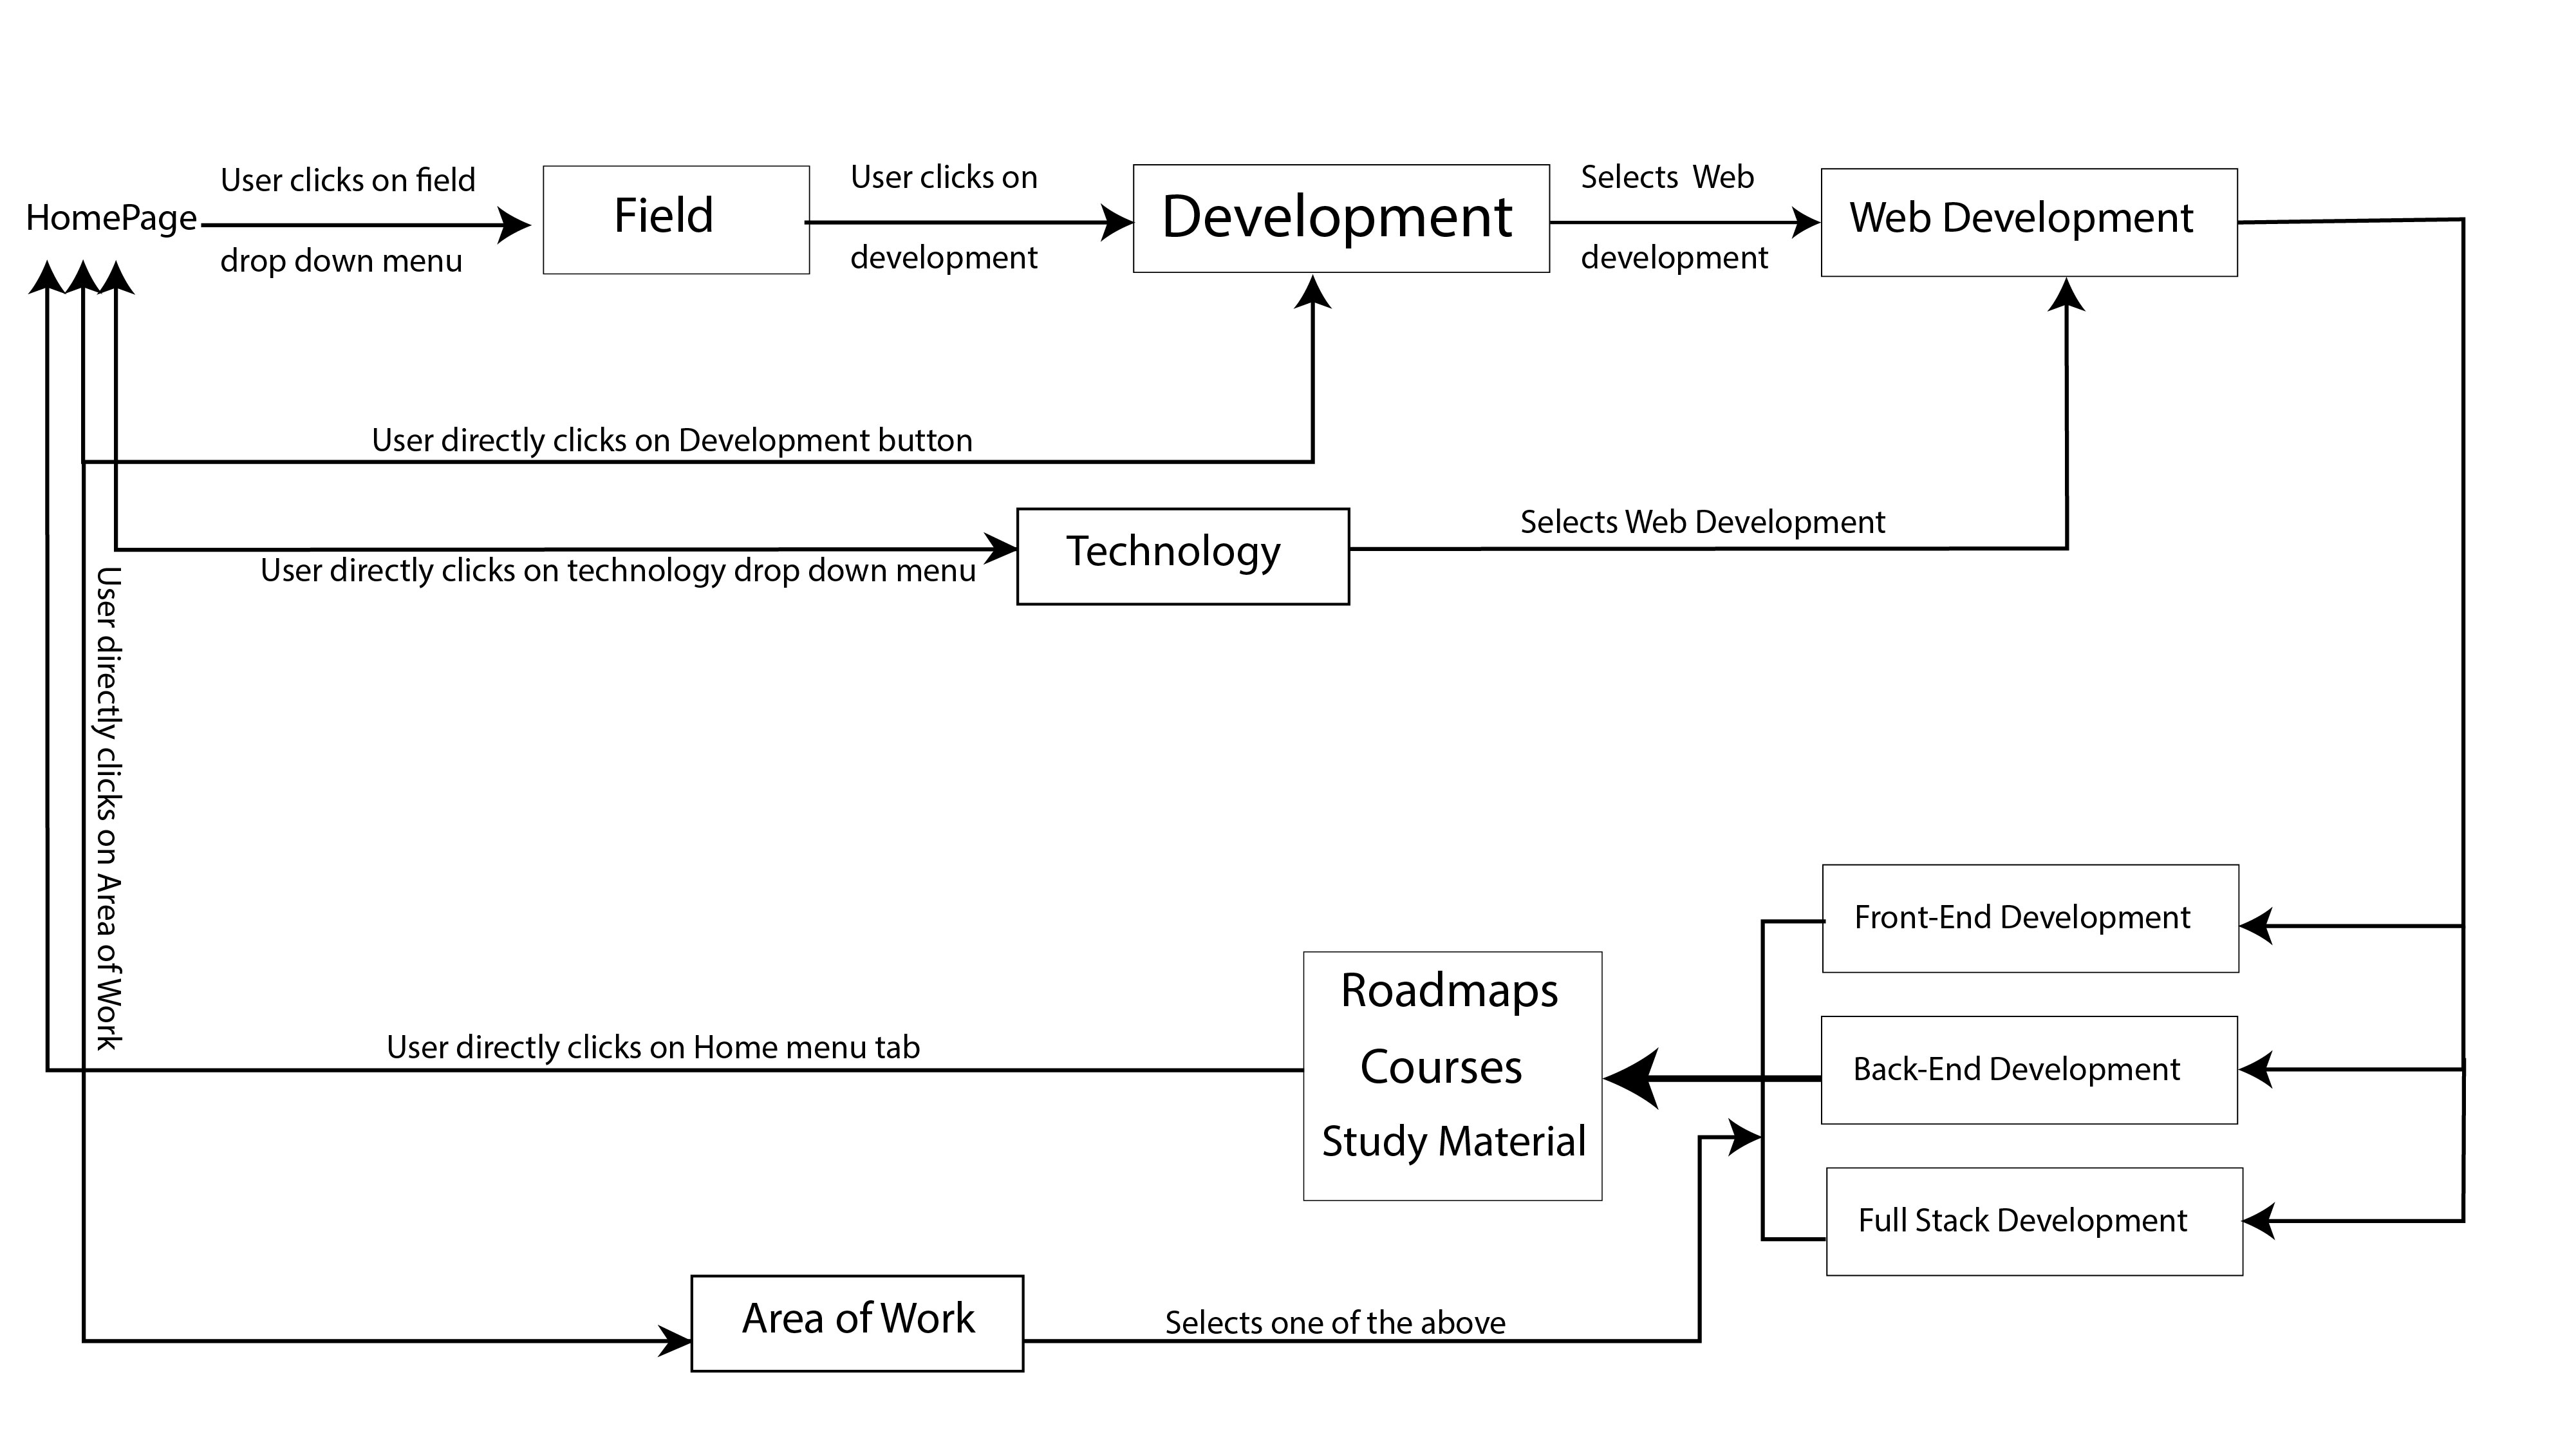 User clicks on field
drop down menu
HomePage
Field
User clicks on
development
Development
Selects  Web
development
Web Development
User directly clicks on Development button
Technology
Selects Web Development
User directly clicks on technology drop down menu
User directly clicks on Area of Work
Front-End Development
Back-End Development
Full Stack Development
Roadmaps
Courses
Study Material
User directly clicks on Home menu tab
Area of Work
Selects one of the above